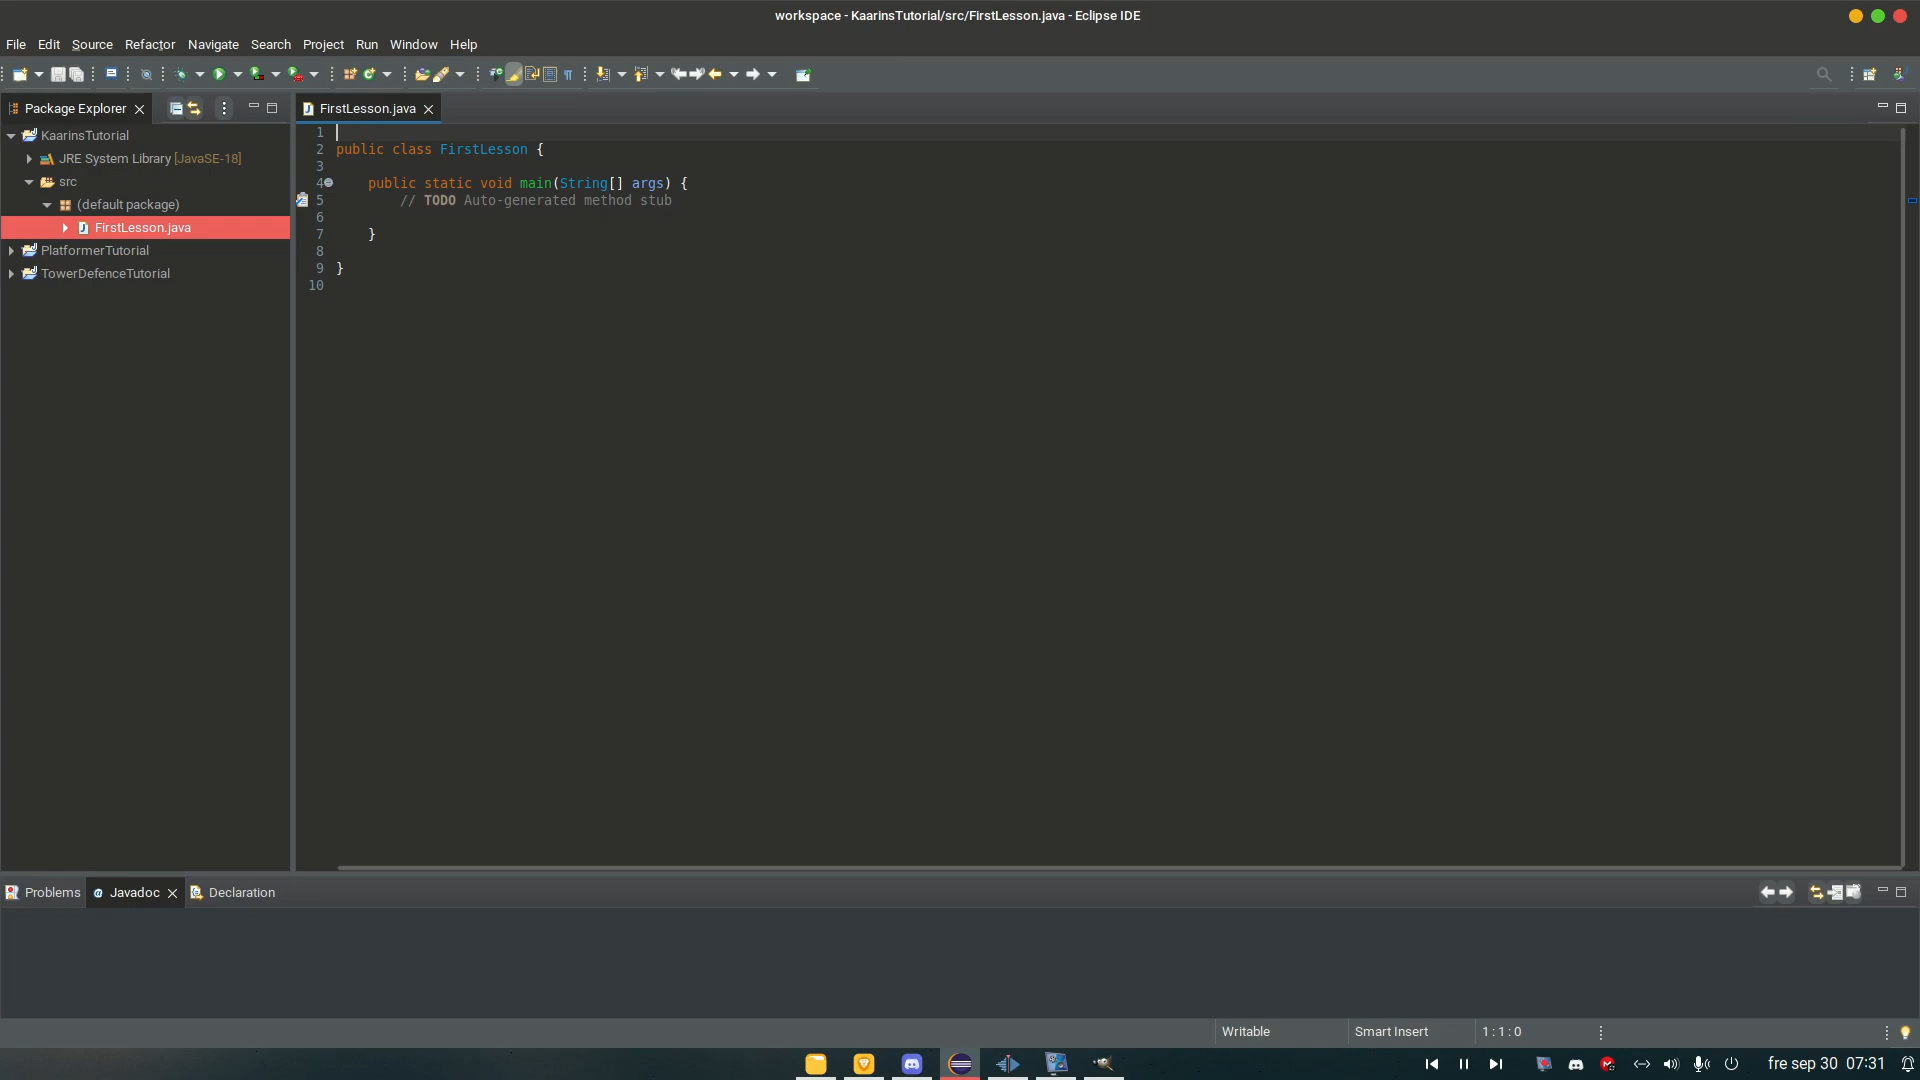 workspace - KaarinsTutorial/src/FirstLesson.java - Eclipse IDE
File Edit Source Refactor Navigate Search Project Run Window Help
Package Explorer
FirstLesson.java
KaarinsTutorial
JRE System Library [JavaSE-18]
src
(default package)
FirstLesson.java
PlatformerTutorial
TowerDefenceTutorial
1
2 public class FirstLesson {
3
4 public static void main(String[] args) {
5 // TODO Auto-generated method stub
6
7 }
8
9 }
10
Problems Javadoc Declaration
Writable Smart Insert 1 : 1 : 0
fre sep 30 07:31